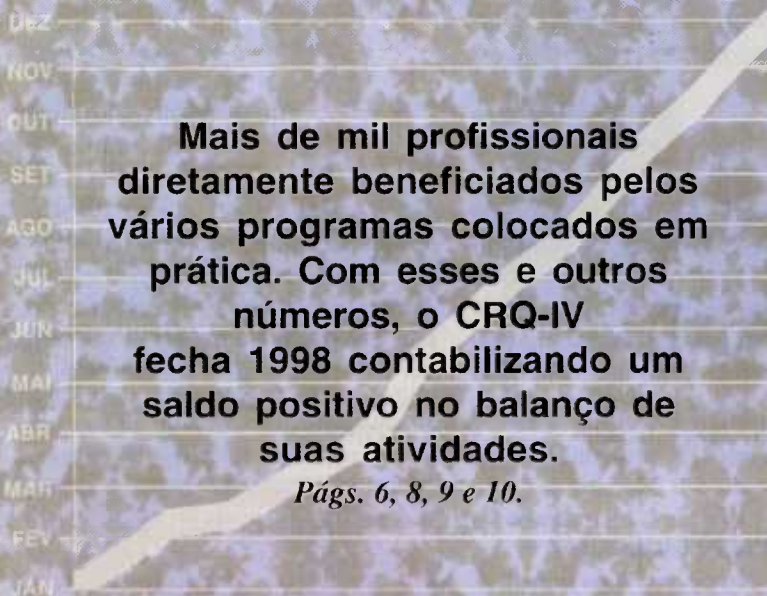 DEZ
NOV
OUT
SET
AGO
JUL
JUN
MAI
ABR
MAR
FEV
JAN
Mais de mil profissionais
diretamente beneficiados pelos
vários programas colocados em
prática. Com esses e outros
números, o CRQ-IV
fecha 1998 contabilizando um
saldo positivo no balanço de
suas atividades.
Págs. 6, 8, 9 e 10.